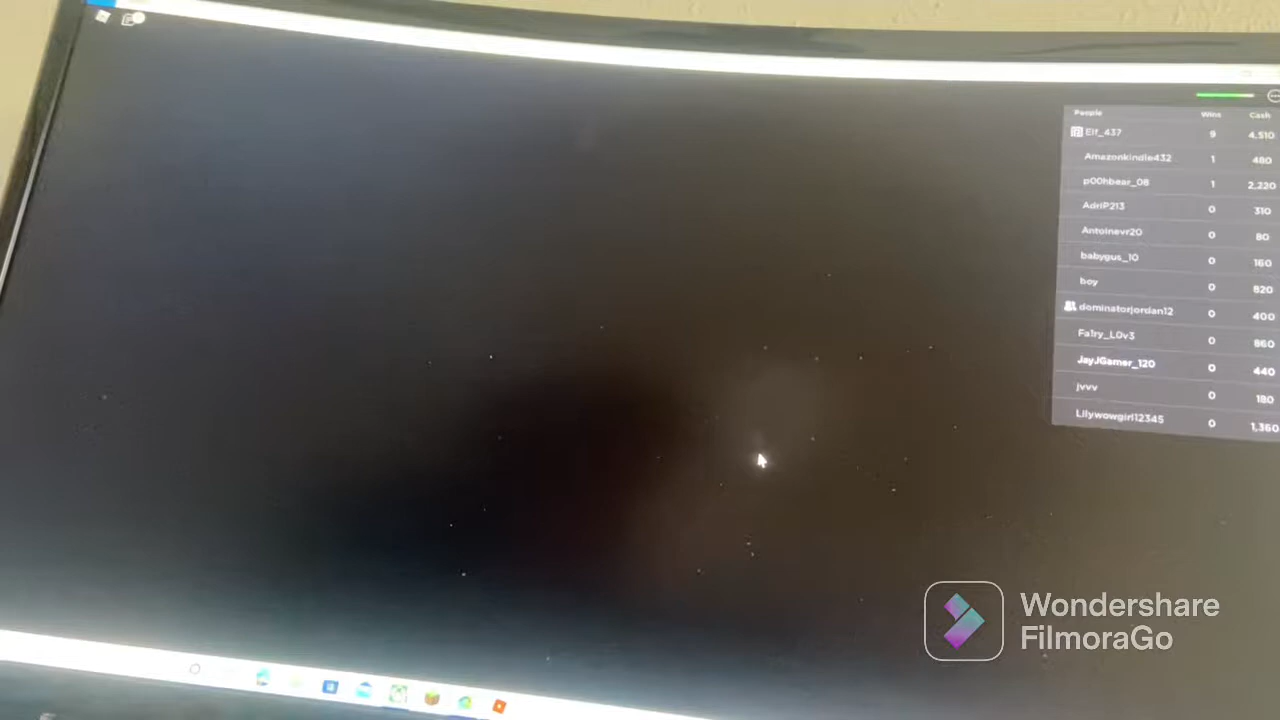 People Wins Cash
Elf_437 9 4,510
Amazonkindle432 1 480
p00hbear_08 1 2,220
AdriP213 0 310
Antoinevr20 0 80
babygus_10 0 160
boy 0 820
dominatorjordan12 0 400
Fa1ry_L0v3 0 860
JayJGamer_120 0 440
jvvv 0 180
Lilywowgirl12345 0 1,360
Wondershare
FilmoraGo